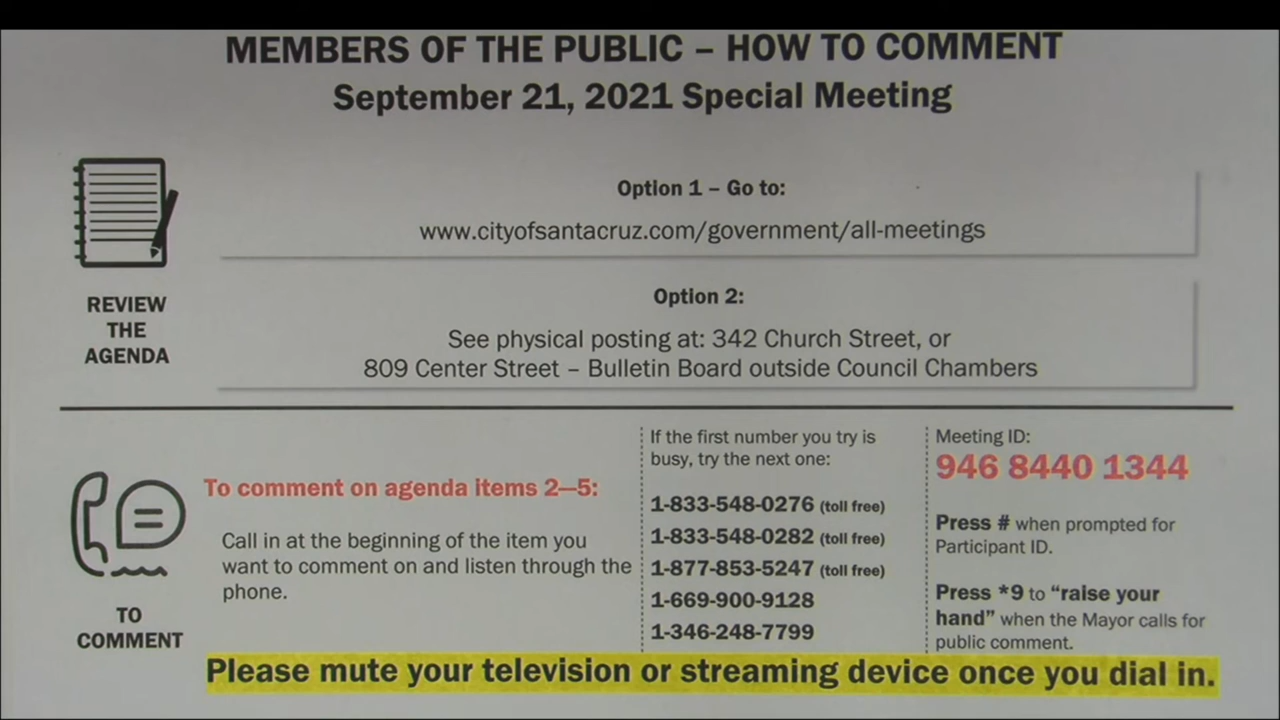 MEMBERS OF THE PUBLIC – HOW TO COMMENT
September 21, 2021 Special Meeting
REVIEW
THE
AGENDA
Option 1 – Go to:
www.cityofsantacruz.com/government/all-meetings
Option 2:
See physical posting at: 342 Church Street, or
809 Center Street – Bulletin Board outside Council Chambers
TO
COMMENT
To comment on agenda items 2—5:
Call in at the beginning of the item you
want to comment on and listen through the
phone.
If the first number you try is
busy, try the next one:
1-833-548-0276 (toll free)
1-833-548-0282 (toll free)
1-877-853-5247 (toll free)
1-669-900-9128
1-346-248-7799
Meeting ID:
946 8440 1344
Press # when prompted for
Participant ID.
Press *9 to “raise your
hand” when the Mayor calls for
public comment.
Please mute your television or streaming device once you dial in.